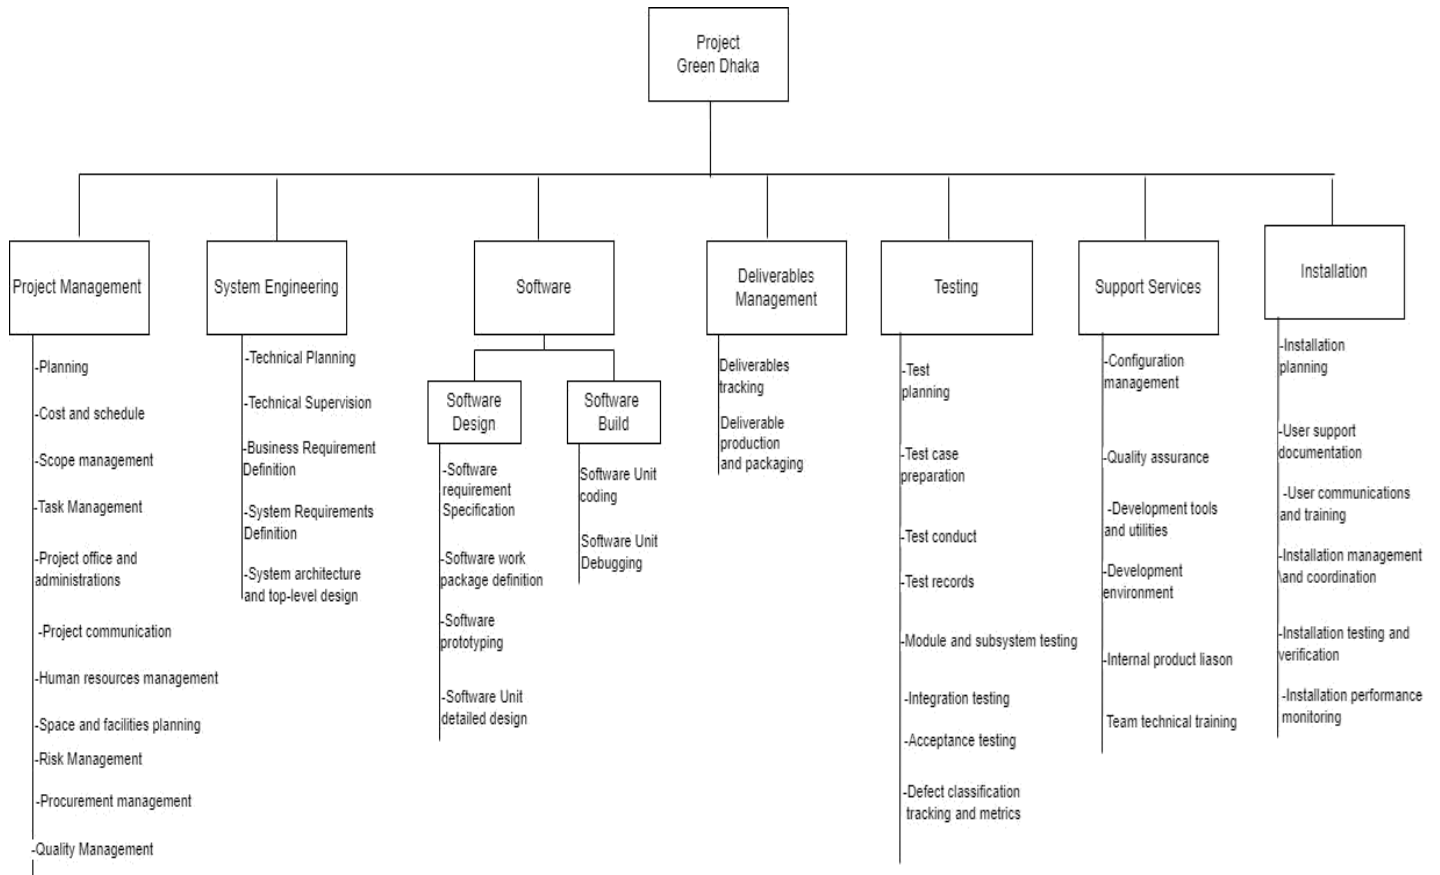 Project
Green Dhaka
Project Management
-Planning
-Cost and schedule
-Scope management
-Task Management
-Project office and
administrations
-Project communication
-Human resources management
-Space and facilities planning
-Risk Management
-Procurement management
-Quality Management
System Engineering
-Technical Planning
-Technical Supervision
-Business Requirement
Definition
-System Requirements
Definition
-System architecture
and top-level design
Software
Software
Design
-Software
requirement
Specification
-Software work
package definition
-Software
prototyping
-Software Unit
detailed design
Software
Build
Software Unit
coding
Software Unit
Debugging
Deliverables
Management
Deliverables
tracking
Deliverable
production
and packaging
Testing
-Test
planning
-Test case
preparation
-Test conduct
-Test records
-Module and subsystem testing
-Integration testing
-Acceptance testing
-Defect classification
tracking and metrics
Support Services
-Configuration
management
-Quality assurance
-Development tools
and utilities
-Development
environment
-Internal product liason
Team technical training
Installation
-Installation
planning
-User support
documentation
-User communications
and training
-Installation management
and coordination
-Installation testing and
verification
-Installation performance
monitoring